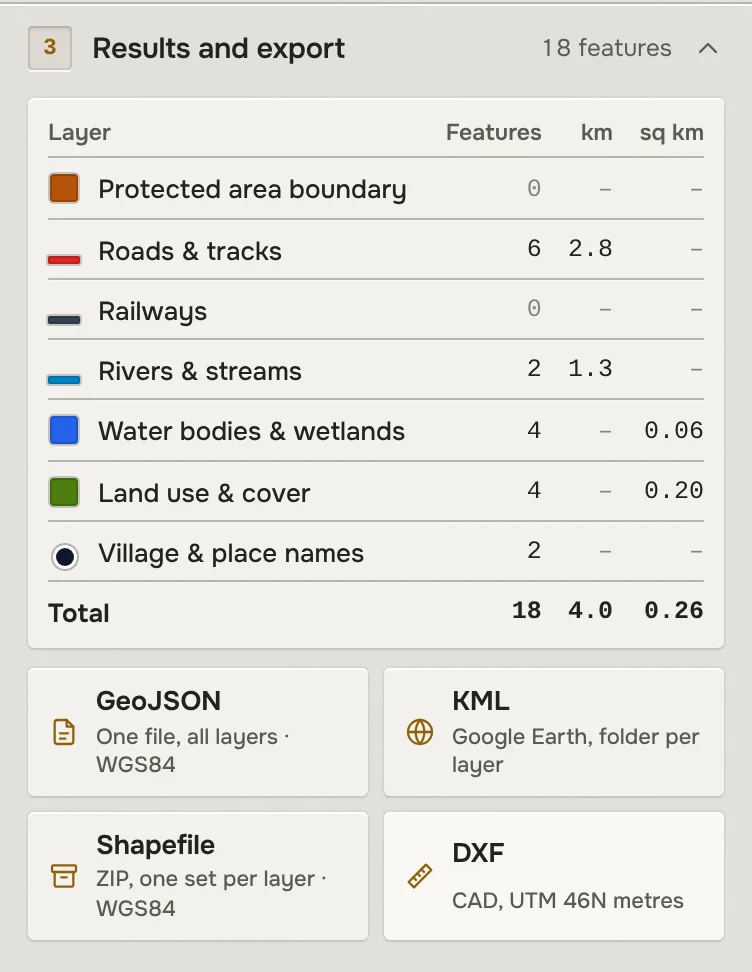 3 Results and export 18 features
Layer Features km sq km
Protected area boundary 0 – –
Roads & tracks 6 2.8 –
Railways 0 – –
Rivers & streams 2 1.3 –
Water bodies & wetlands 4 – 0.06
Land use & cover 4 – 0.20
Village & place names 2 – –
Total 18 4.0 0.26
GeoJSON
One file, all layers ·
WGS84
KML
Google Earth, folder per
layer
Shapefile
ZIP, one set per layer ·
WGS84
DXF
CAD, UTM 46N metres